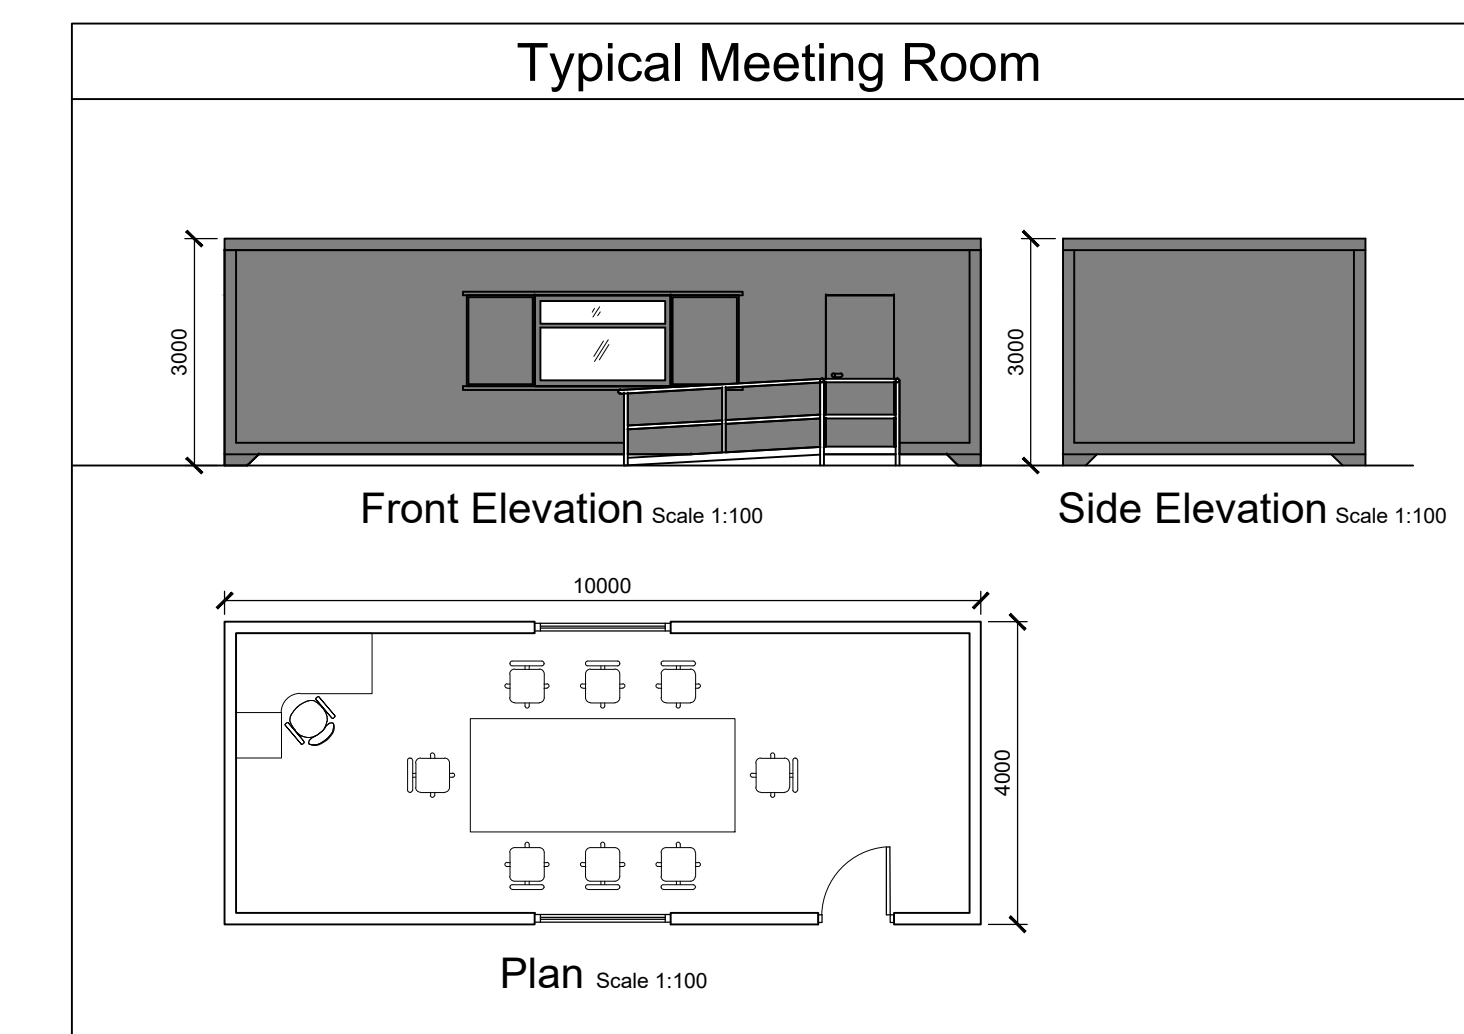 Typical Meeting Room
3000
3000
Front Elevation Scale 1:100
Side Elevation Scale 1:100
10000
4000
Plan Scale 1:100